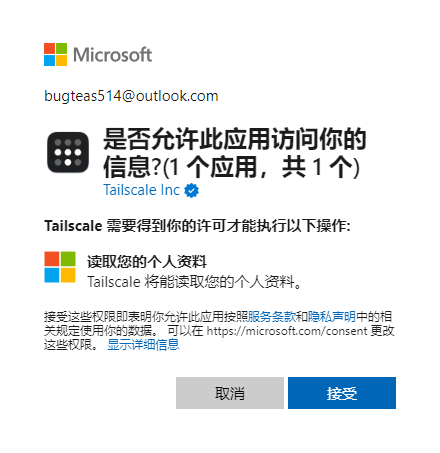 Microsoft
bugteas514@outlook.com
是否允许此应用访问你的
信息?(1 个应用，共 1 个)
Tailscale Inc
Tailscale 需要得到你的许可才能执行以下操作:
读取您的个人资料
Tailscale 将能读取您的个人资料。
接受这些权限即表明你允许此应用按照服务条款和隐私声明中的相
关规定使用你的数据。 可以在 https://microsoft.com/consent 更改
这些权限。 显示详细信息
取消
接受